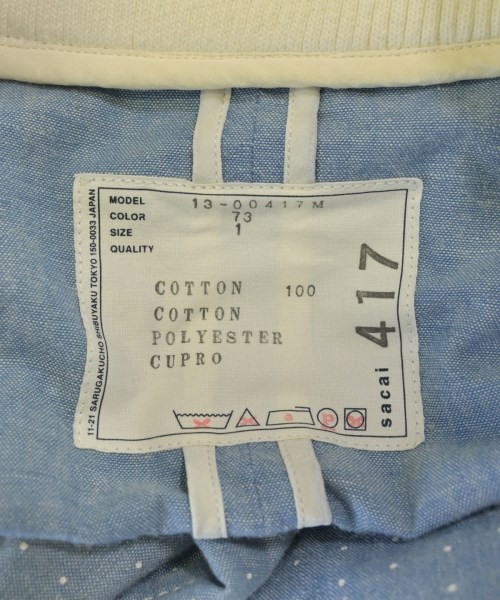 MODEL 13-00417M
COLOR 73
SIZE 1
QUALITY
COTTON 100
COTTON
POLYESTER
CUPRO
11-21 SARUGAKUCHO SHIBUYAKU TOKYO 150-0033 JAPAN
sacai 417
P